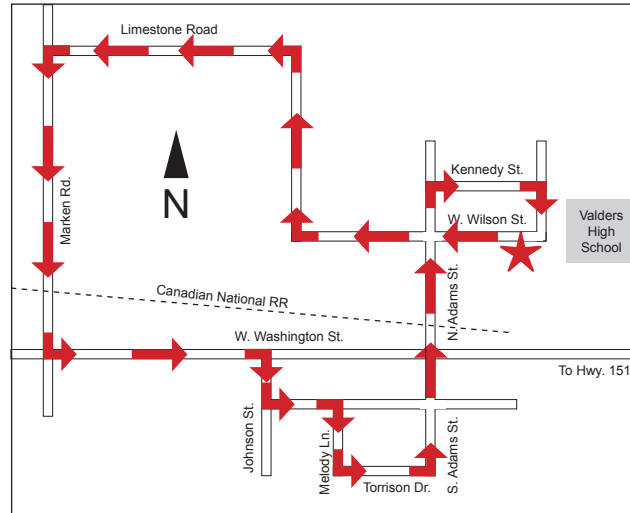 Limestone Road
Kennedy St.
Marken Rd.
N
W. Wilson St.
Valders
High
School
N. Adams St.
Canadian National RR
W. Washington St.
To Hwy. 151
Johnson St.
Melody Ln.
S. Adams St.
Torrison Dr.